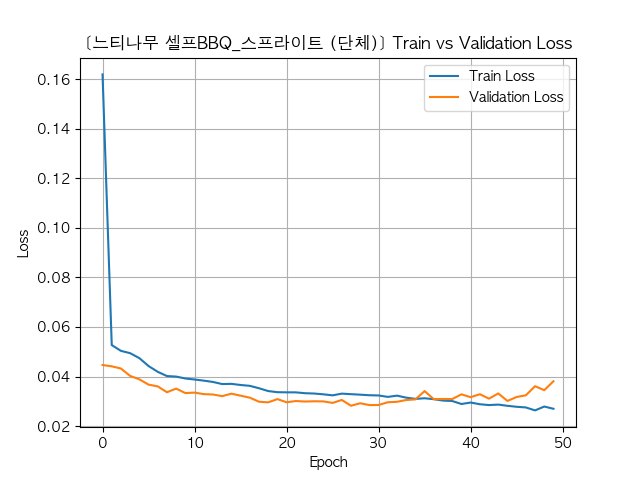 [느티나무 셀프BBQ_스프라이트 (단체)] Train vs Validation Loss
Train Loss
Validation Loss
0.16
0.14
0.12
0.10
0.08
0.06
0.04
0.02
Loss
0 10 20 30 40 50
Epoch